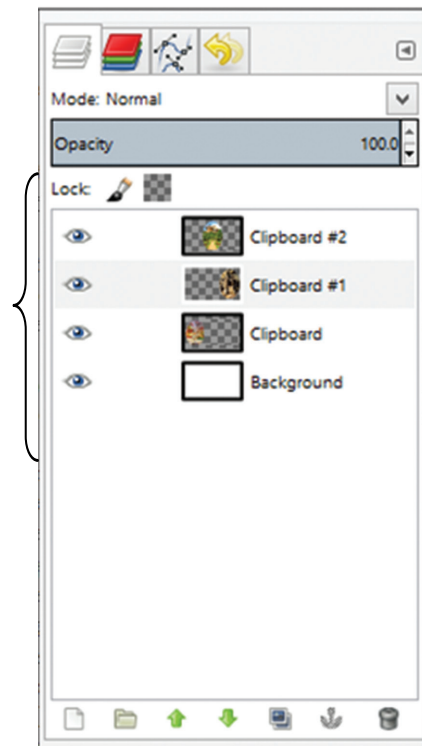 Mode: Normal
Opacity 100.0
Lock:
Clipboard #2
Clipboard #1
Clipboard
Background